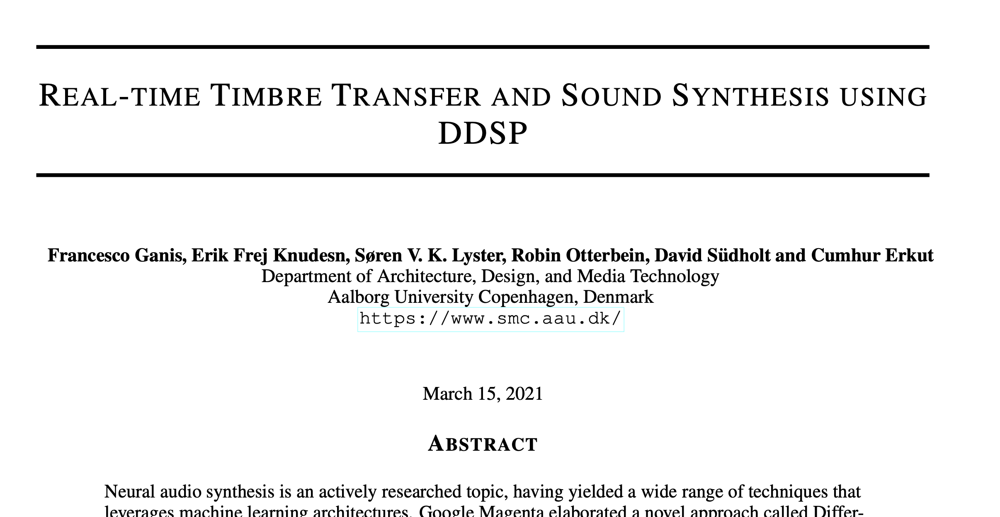 REAL-TIME TIMBRE TRANSFER AND SOUND SYNTHESIS USING
DDSP
Francesco Ganis, Erik Frej Knudesn, Søren V. K. Lyster, Robin Otterbein, David Südholt and Cumhur Erkut
Department of Architecture, Design, and Media Technology
Aalborg University Copenhagen, Denmark
https://www.smc.aau.dk/
March 15, 2021
ABSTRACT
Neural audio synthesis is an actively researched topic, having yielded a wide range of techniques that
leverages machine learning architectures. Google Magenta elaborated a novel approach called Differ-